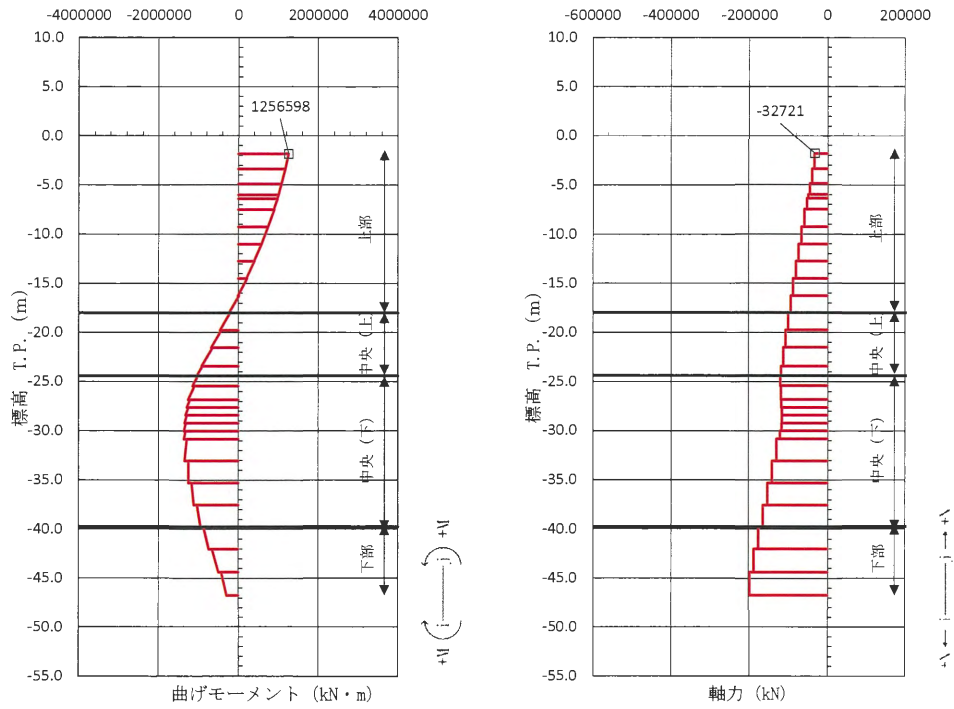 -4000000 -2000000 0 2000000 4000000
10.0
5.0
0.0
-5.0
-10.0
-15.0
-20.0
-25.0
-30.0
-35.0
-40.0
-45.0
-50.0
-55.0
標高 T.P. (m)
1256598
上部
中央 (上)
中央 (下)
下部
曲げモーメント (kN・m)
+M ( i j ) +M
-600000 -400000 -200000 0 200000
10.0
5.0
0.0
-5.0
-10.0
-15.0
-20.0
-25.0
-30.0
-35.0
-40.0
-45.0
-50.0
-55.0
標高 T.P. (m)
-32721
上部
中央 (上)
中央 (下)
下部
軸力 (kN)
+N ← i j → +N